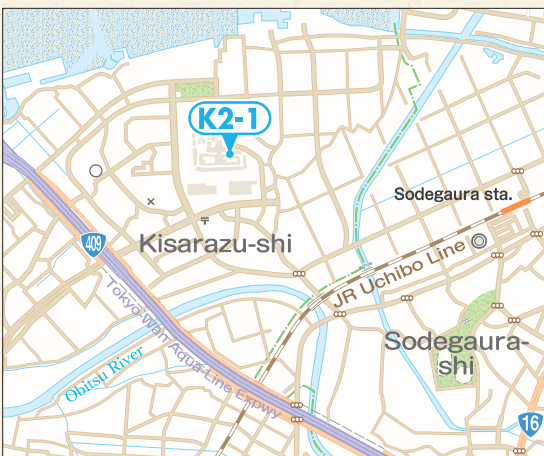 K2-1
Sodegaura sta.
409
Kisarazu-shi
JR Uchibo Line
Tokyo Wan Aqua-Line Expwy
Obitsu River
Sodegaura-
shi
16